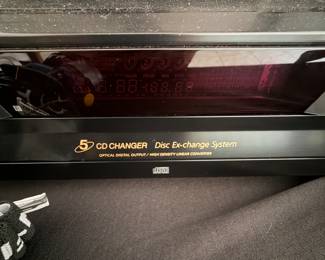 5 CD CHANGER Disc Ex-change System
OPTICAL DIGITAL OUTPUT / HIGH DENSITY LINEAR CONVERTER